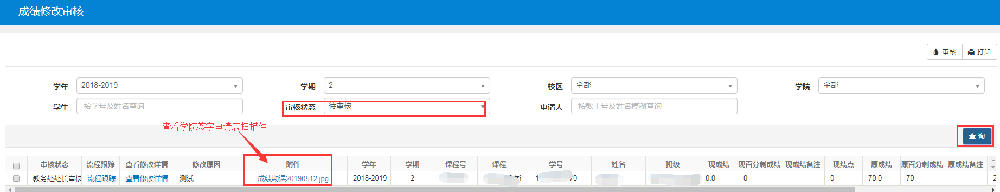 成绩修改审核
审核 打印
学年 2018-2019 学期 2 校区 全部 学院 全部
学生 按学号及姓名查询 审核状态 待审核 申请人 按教工号及姓名模糊查询
查看学院签字申请表扫描件
查 询
审核状态 流程跟踪 查看修改详情 修改原因 附件 学年 学期 课程号 课程 学号 姓名 班级 现成绩 现百分制成绩 现成绩备注 现绩点 原成绩 原百分制成绩 原成绩备注
教务处处长审核 流程跟踪 查看修改详情 测试 成绩勘误20190512.jpg 2018-2019 2 1 70 0.0 0 0 70.0 70 2